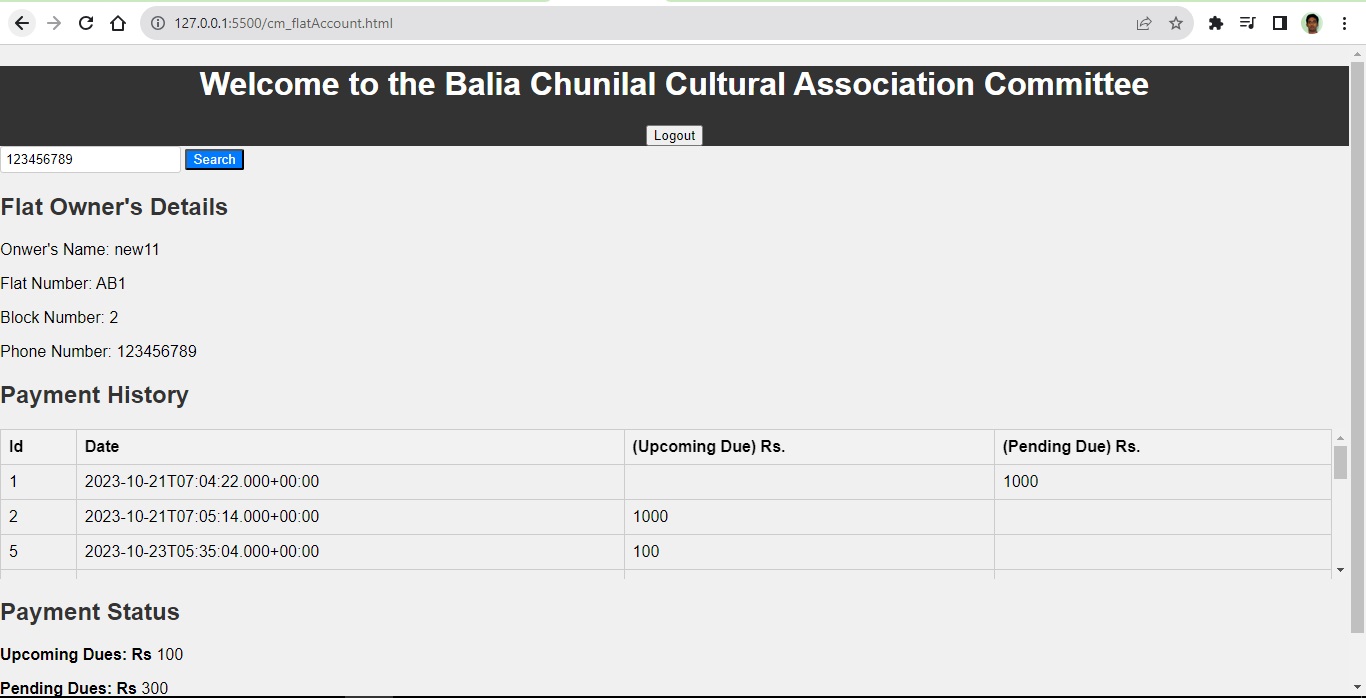 127.0.0.1:5500/cm_flatAccount.html
Welcome to the Balia Chunilal Cultural Association Committee
Logout
123456789 Search
Flat Owner's Details
Onwer's Name: new11
Flat Number: AB1
Block Number: 2
Phone Number: 123456789
Payment History
Id Date (Upcoming Due) Rs. (Pending Due) Rs.
1 2023-10-21T07:04:22.000+00:00 1000
2 2023-10-21T07:05:14.000+00:00 1000
5 2023-10-23T05:35:04.000+00:00 100
Payment Status
Upcoming Dues: Rs 100
Pending Dues: Rs 300